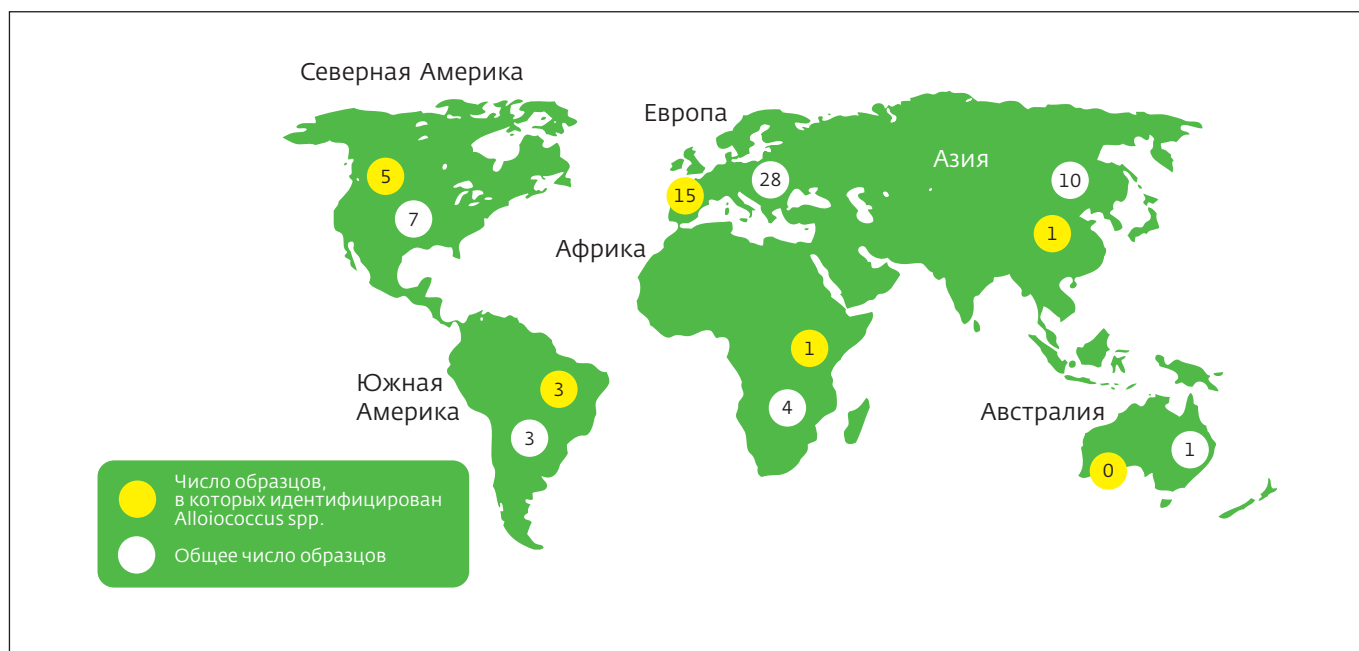 Северная Америка
Европа
Азия
5
28
10
15
7
1
Африка
1
Южная
Америка
3
4
Австралия
3
1
0
Число образцов,
в которых идентифицирован
Alloiococcus spp.
Общее число образцов